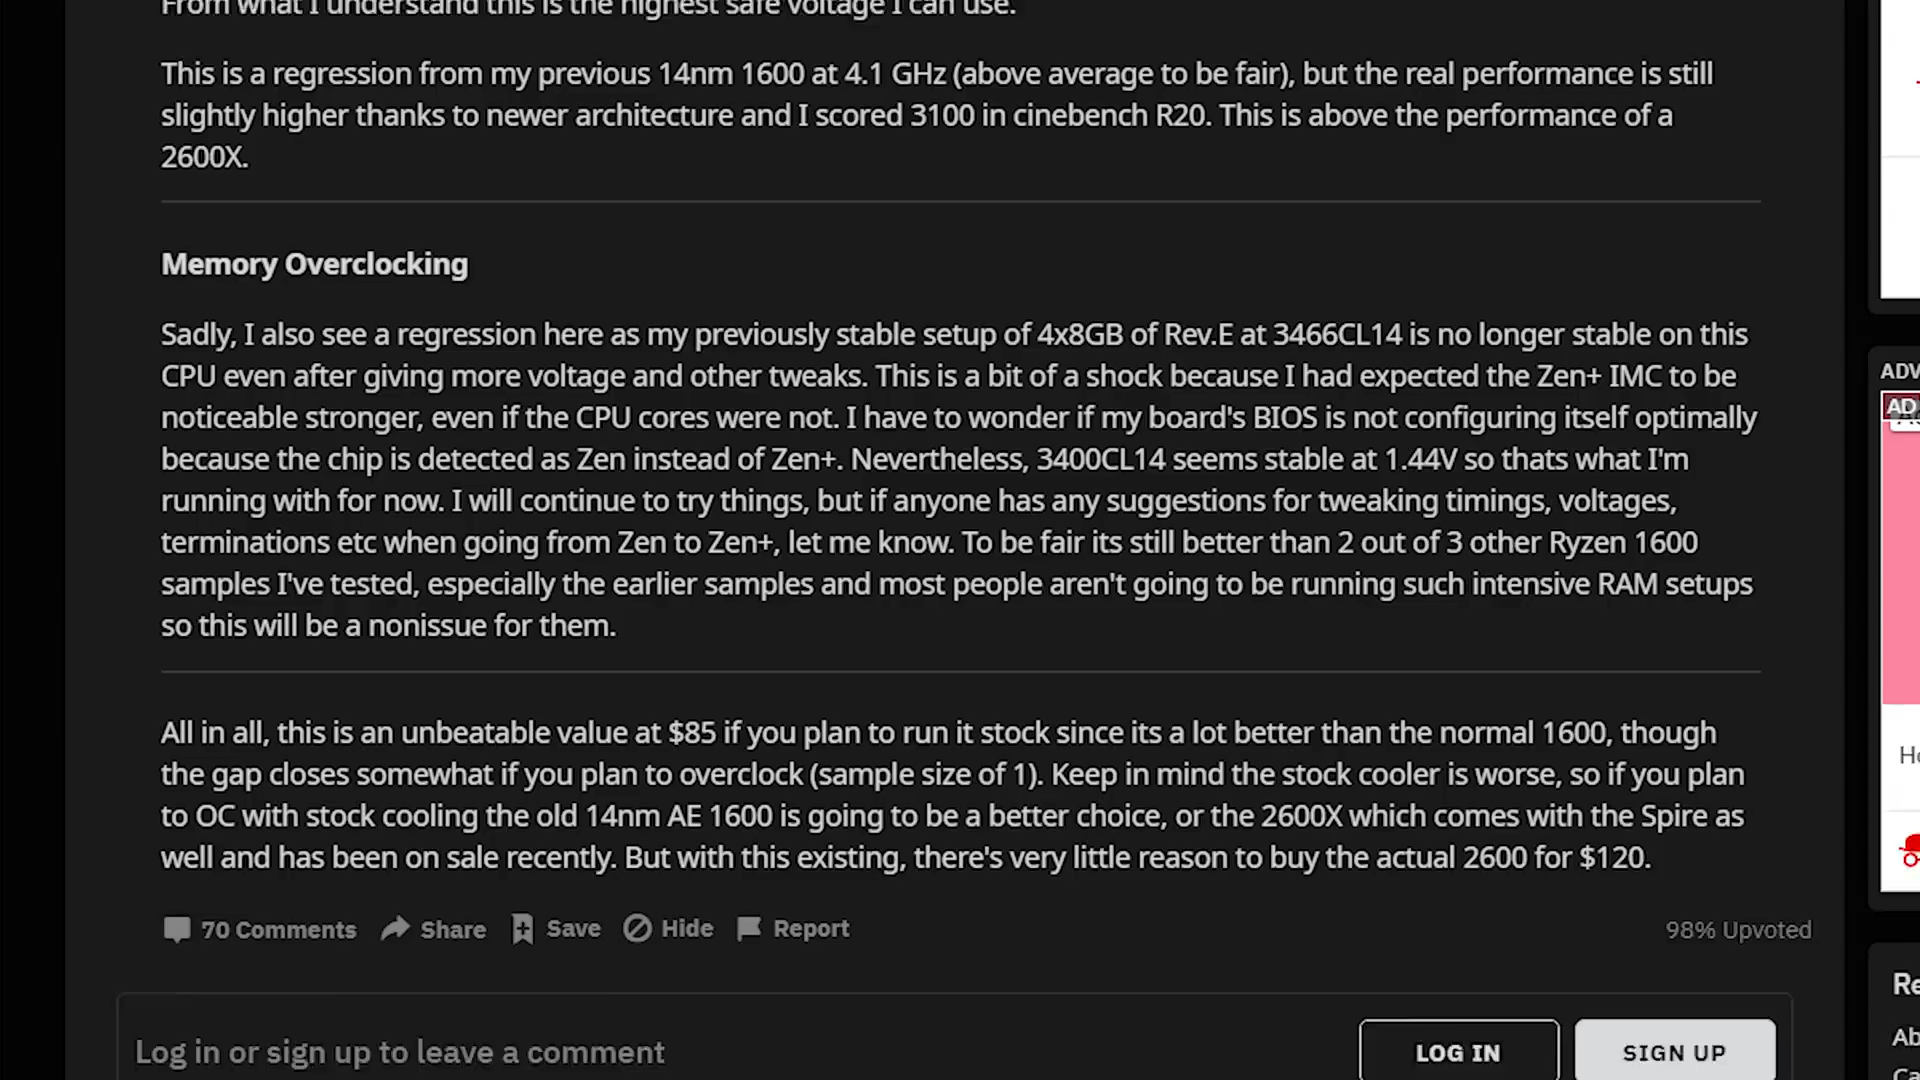 From what I understand this is the highest safe voltage I can use.
This is a regression from my previous 14nm 1600 at 4.1 GHz (above average to be fair), but the real performance is still
slightly higher thanks to newer architecture and I scored 3100 in cinebench R20. This is above the performance of a
2600X.
Memory Overclocking
Sadly, I also see a regression here as my previously stable setup of 4x8GB of Rev.E at 3466CL14 is no longer stable on this
CPU even after giving more voltage and other tweaks. This is a bit of a shock because I had expected the Zen+ IMC to be
noticeable stronger, even if the CPU cores were not. I have to wonder if my board's BIOS is not configuring itself optimally
because the chip is detected as Zen instead of Zen+. Nevertheless, 3400CL14 seems stable at 1.44V so thats what I'm
running with for now. I will continue to try things, but if anyone has any suggestions for tweaking timings, voltages,
terminations etc when going from Zen to Zen+, let me know. To be fair its still better than 2 out of 3 other Ryzen 1600
samples I've tested, especially the earlier samples and most people aren't going to be running such intensive RAM setups
so this will be a nonissue for them.
All in all, this is an unbeatable value at $85 if you plan to run it stock since its a lot better than the normal 1600, though
the gap closes somewhat if you plan to overclock (sample size of 1). Keep in mind the stock cooler is worse, so if you plan
to OC with stock cooling the old 14nm AE 1600 is going to be a better choice, or the 2600X which comes with the Spire as
well and has been on sale recently. But with this existing, there's very little reason to buy the actual 2600 for $120.
70 Comments Share Save Hide Report 98% Upvoted
Log in or sign up to leave a comment LOG IN SIGN UP
ADV
AD
Ho
Re
Ab